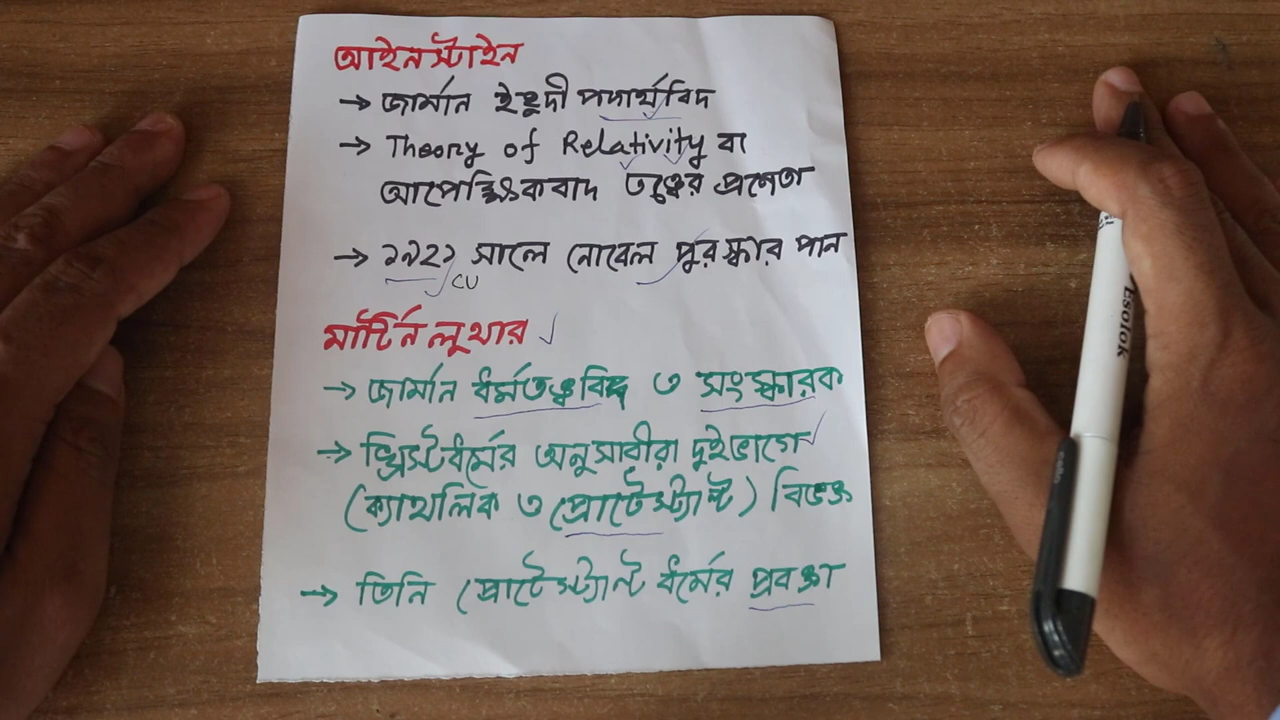 আইনস্টাইন
→ জার্মান ইহুদী পদার্থবিদ
→ Theory of Relativity বা
আপেক্ষিকবাদ তত্ত্বের প্রণেতা
→ ১৯২১ সালে নোবেল পুরস্কার পান
CU
মার্টিন লুথার
→ জার্মান ধর্মতত্ত্ববিদ ও সংস্কারক
→ খ্রিস্টধর্মের অনুসারীরা দুইভাগে
(ক্যাথলিক ও প্রোটেস্ট্যান্ট) বিভক্ত
→ তিনি প্রোটেস্ট্যান্ট ধর্মের প্রবক্তা
Esolok